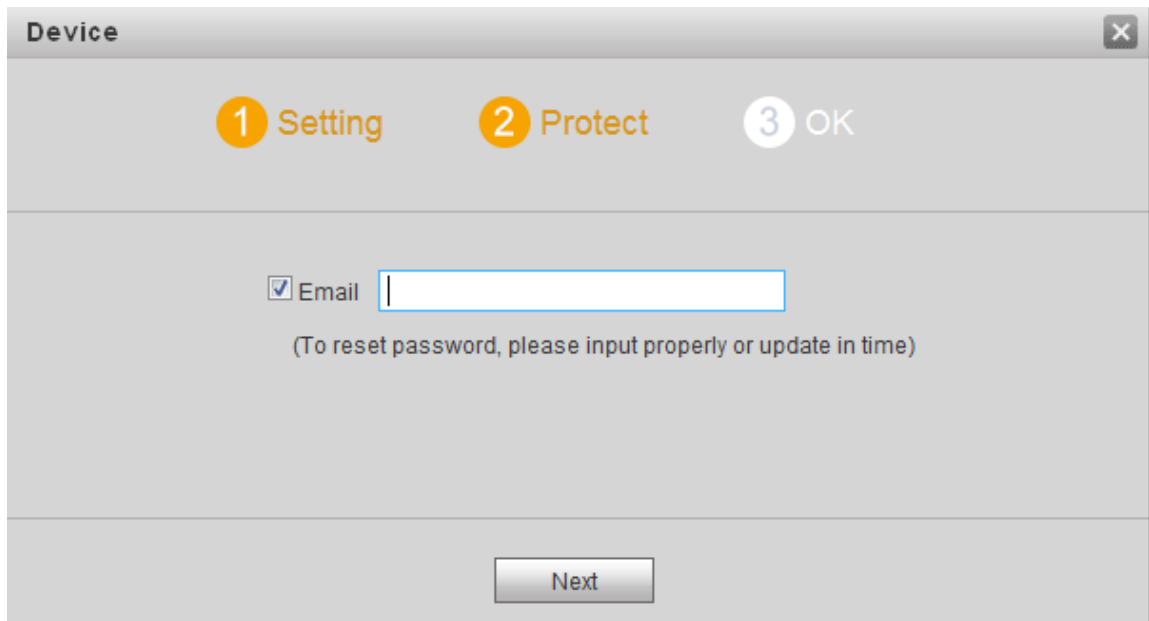 Device
1 Setting 2 Protect 3 OK
Email
(To reset password, please input properly or update in time)
Next